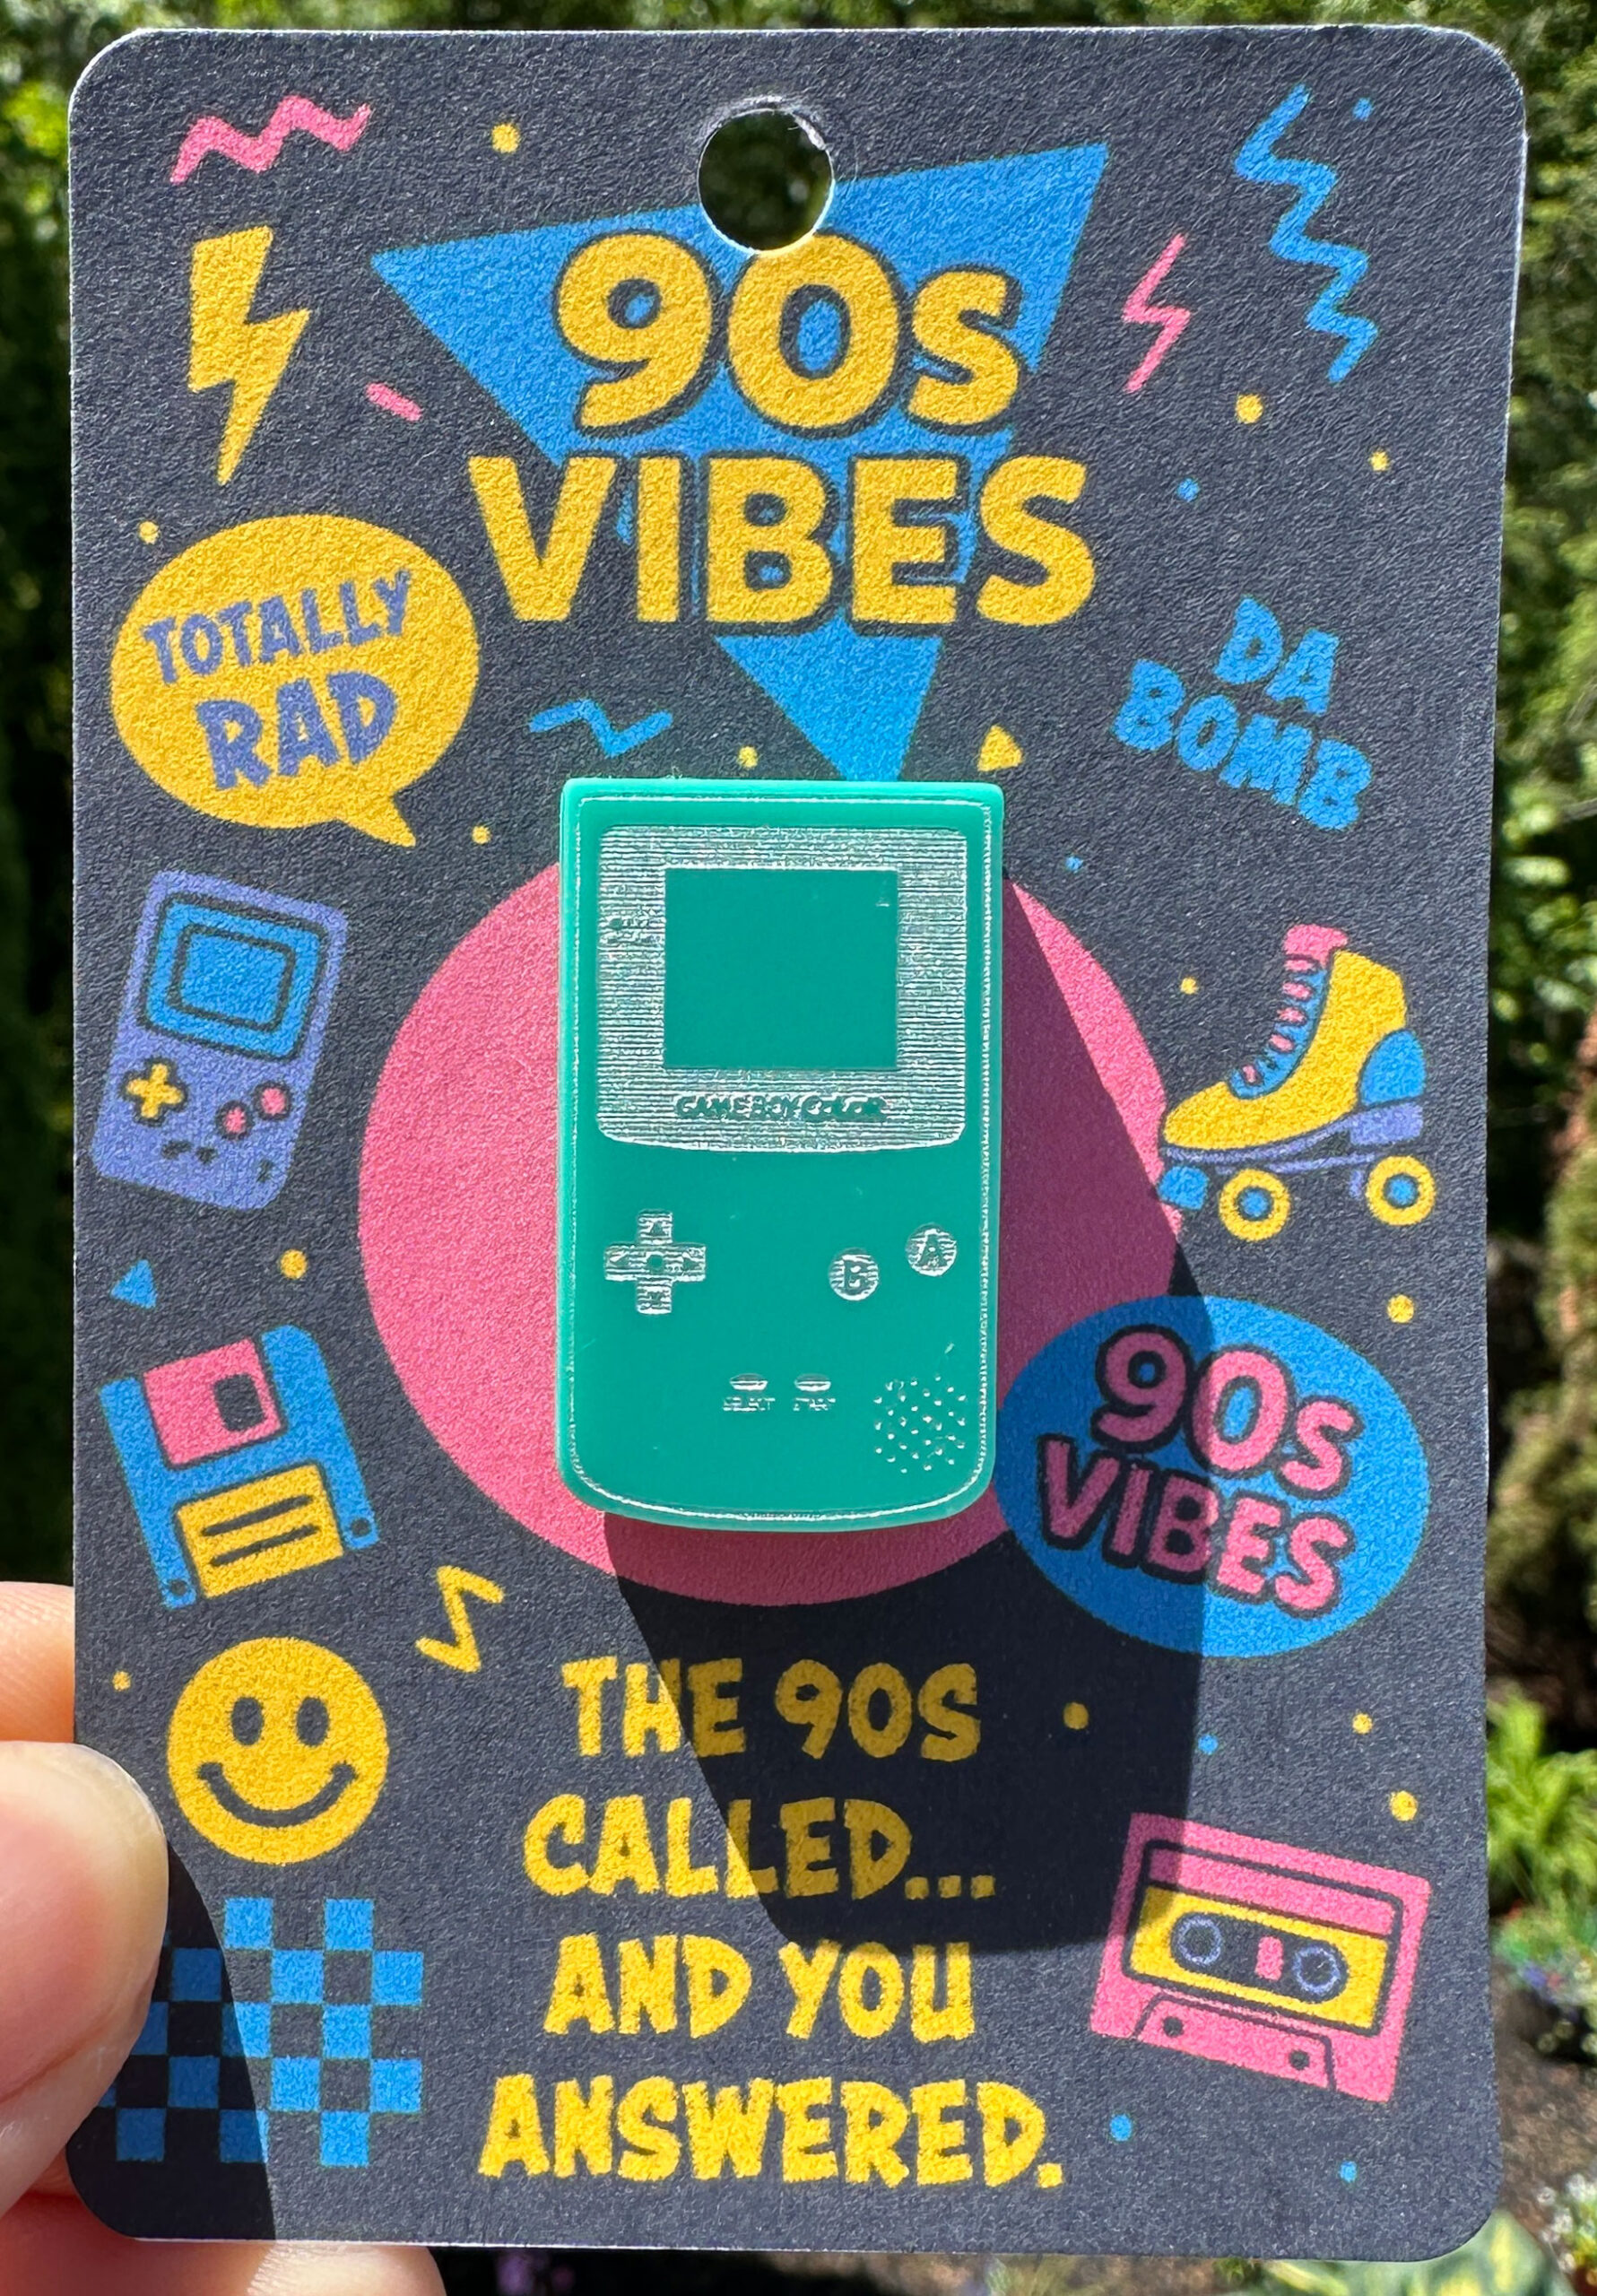 90s
VIBES
TOTALLY
RAD
DA
BOMB
GAME BOY COLOR
B
A
SELECT
START
90s
VIBES
THE 90S
CALLED...
AND YOU
ANSWERED.